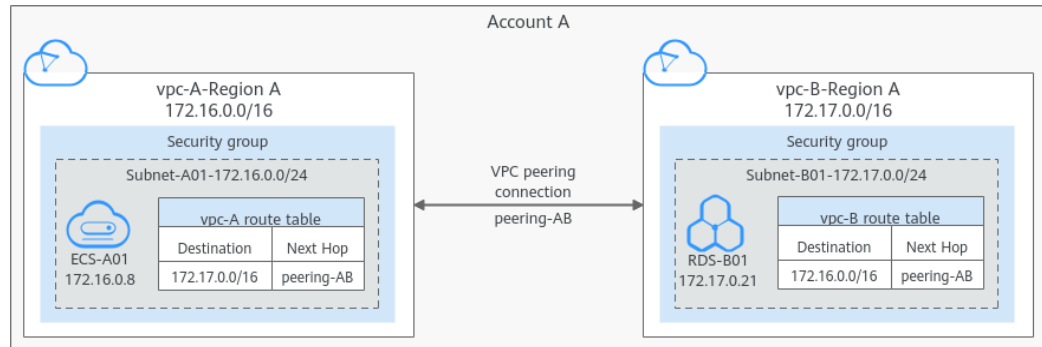 Account A
vpc-A-Region A
172.16.0.0/16
Security group
Subnet-A01-172.16.0.0/24
ECS-A01
172.16.0.8
vpc-A route table
Destination Next Hop
172.17.0.0/16 peering-AB
VPC peering
connection
peering-AB
vpc-B-Region A
172.17.0.0/16
Security group
Subnet-B01-172.17.0.0/24
RDS-B01
172.17.0.21
vpc-B route table
Destination Next Hop
172.16.0.0/16 peering-AB